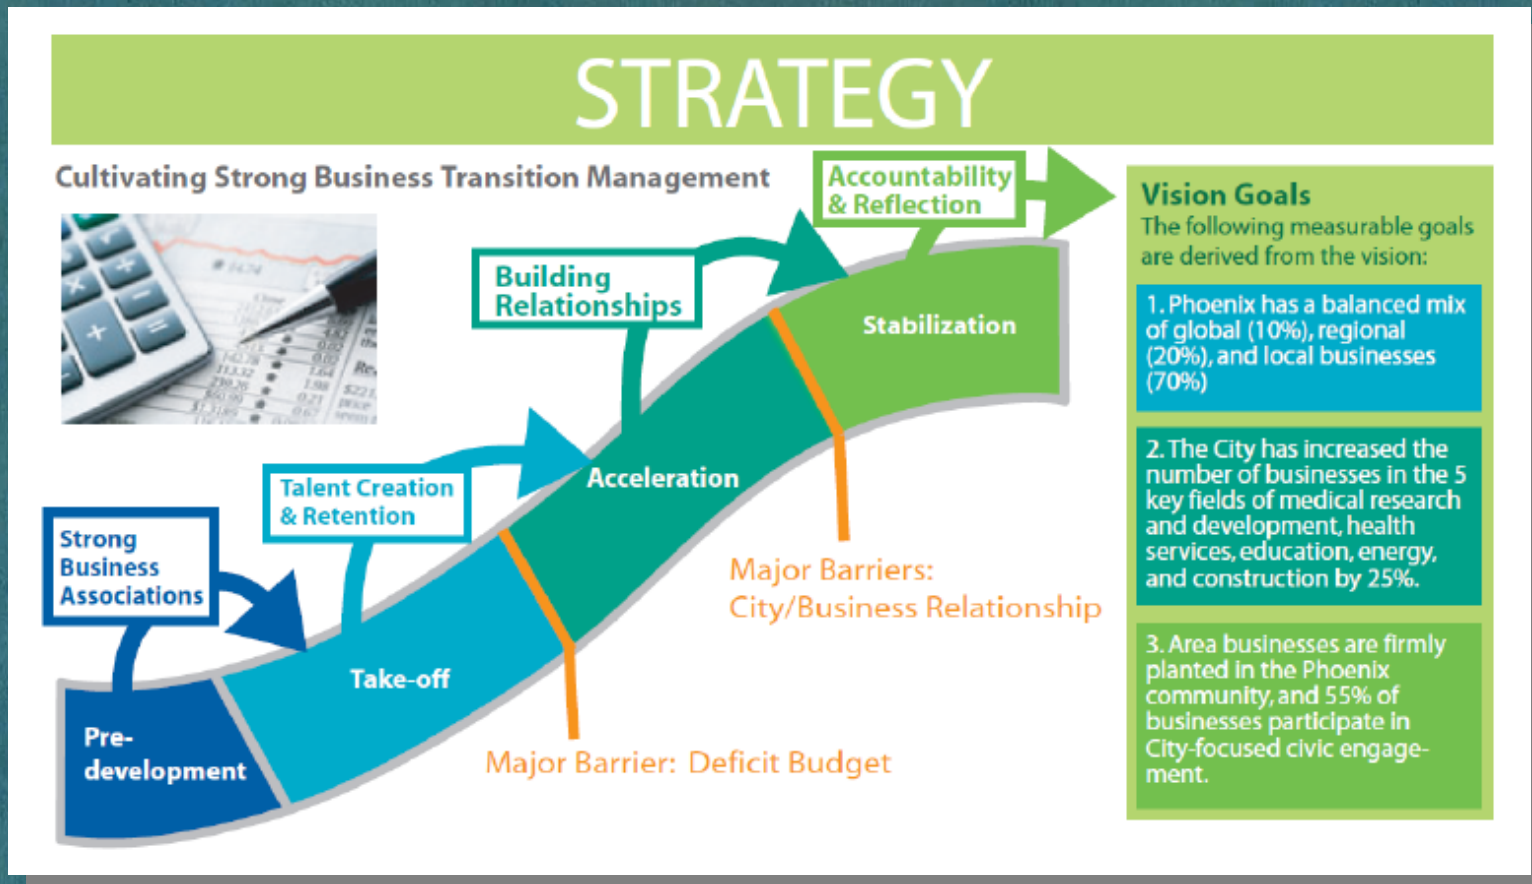 STRATEGY
Cultivating Strong Business Transition Management
Accountability
& Reflection
Building
Relationships
Stabilization
Talent Creation
& Retention
Acceleration
Strong
Business
Associations
Take-off
Pre-
development
Major Barriers:
City/Business Relationship
Major Barrier: Deficit Budget
Vision Goals
The following measurable goals
are derived from the vision:
1. Phoenix has a balanced mix
of global (10%), regional
(20%), and local businesses
(70%)
2. The City has increased the
number of businesses in the 5
key fields of medical research
and development, health
services, education, energy,
and construction by 25%.
3. Area businesses are firmly
planted in the Phoenix
community, and 55% of
businesses participate in
City-focused civic engage-
ment.